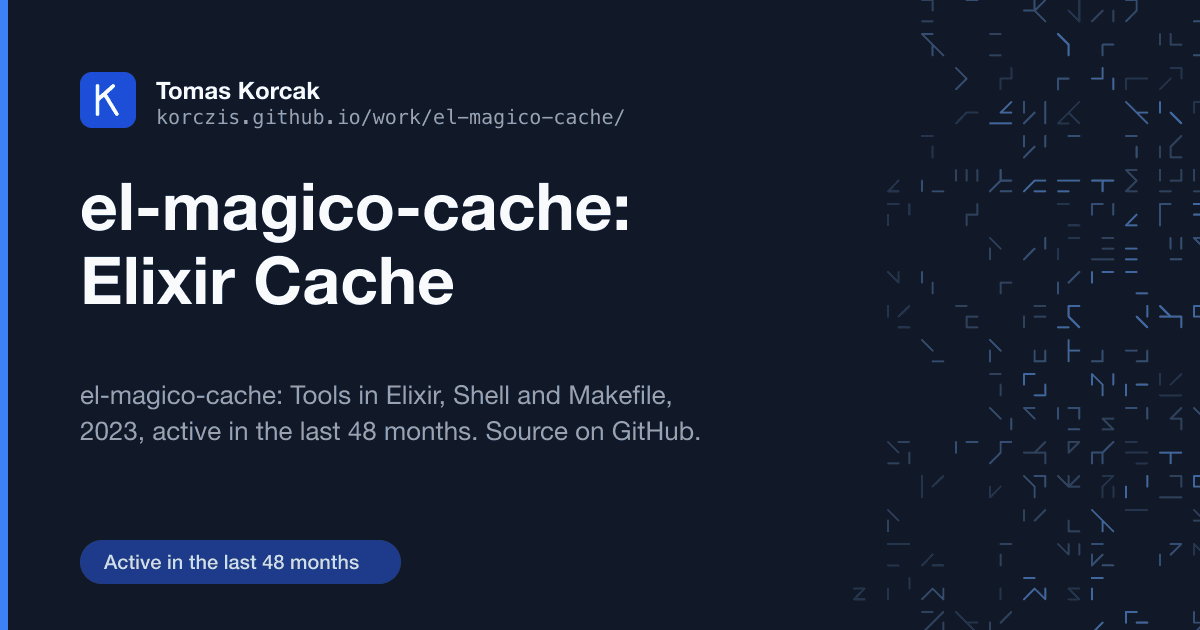 K
Tomas Korcak
korczis.github.io/work/el-magico-cache/
el-magico-cache:
Elixir Cache
el-magico-cache: Tools in Elixir, Shell and Makefile,
2023, active in the last 48 months. Source on GitHub.
Active in the last 48 months